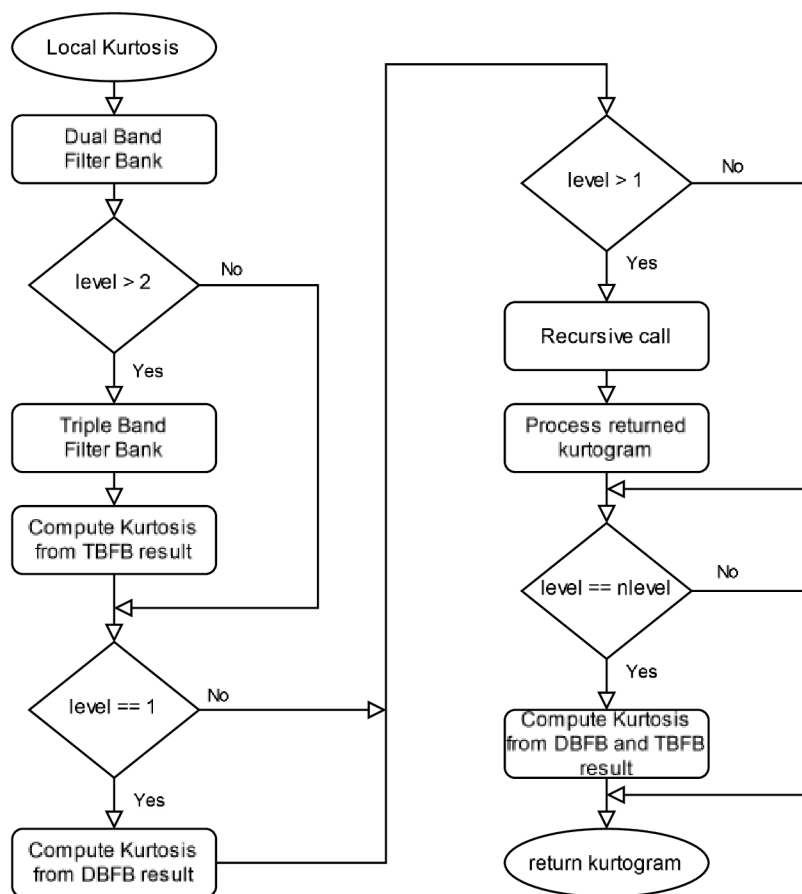 Local Kurtosis
Dual Band
Filter Bank
level > 2
No
Yes
Triple Band
Filter Bank
Compute Kurtosis
from TBFB result
level == 1
No
Yes
Compute Kurtosis
from DBFB result
level > 1
No
Yes
Recursive call
Process returned
kurtogram
level == nlevel
No
Yes
Compute Kurtosis
from DBFB and TBFB
result
return kurtogram